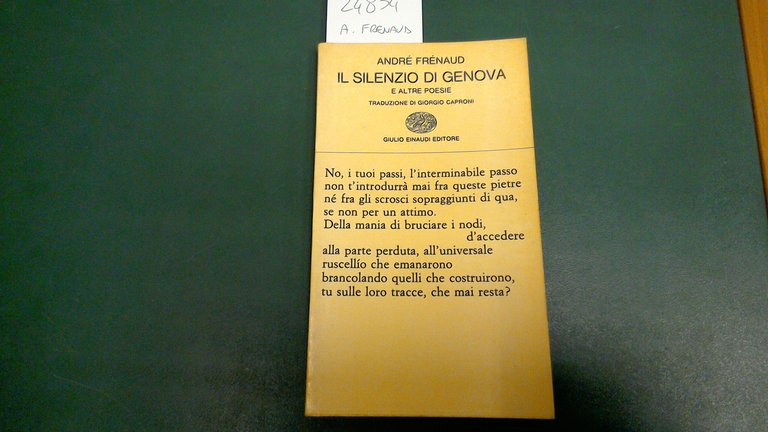 24834
A. FRENAUD
ANDRÉ FRÉNAUD
IL SILENZIO DI GENOVA
E ALTRE POESIE
TRADUZIONE DI GIORGIO CAPRONI
GIULIO EINAUDI EDITORE
No, i tuoi passi, l'interminabile passo
non t'introdurrà mai fra queste pietre
né fra gli scrosci sopraggiunti di qua,
se non per un attimo.
Della mania di bruciare i nodi,
d'accedere
alla parte perduta, all'universale
ruscellío che emanarono
brancolando quelli che costruirono,
tu sulle loro tracce, che mai resta?